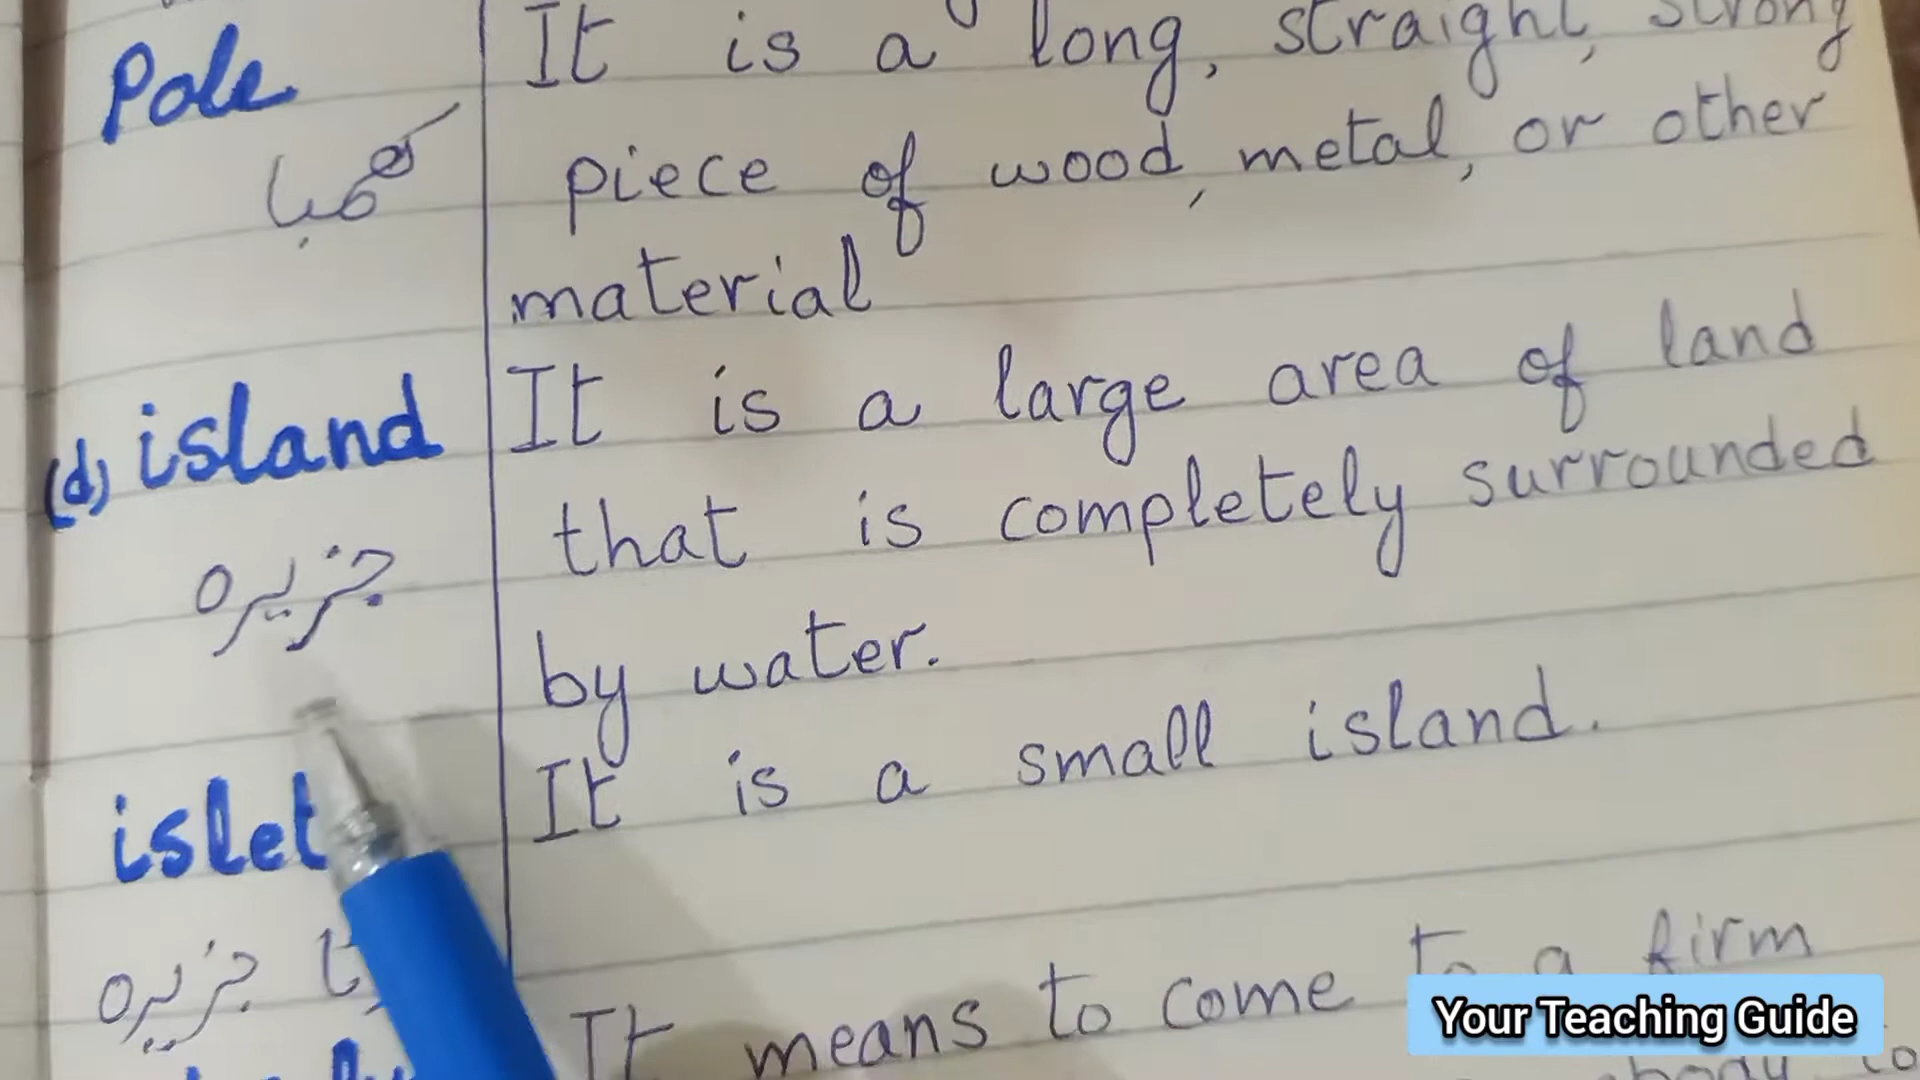 Pole
It is a long, straight, strong
کھمبا
piece of wood, metal, or other
material
(d) island
It is a large area of land
that is completely surrounded
جزیرہ
by water.
islet
It is a small island.
جزیرہ
It means to come to a firm
Your Teaching Guide